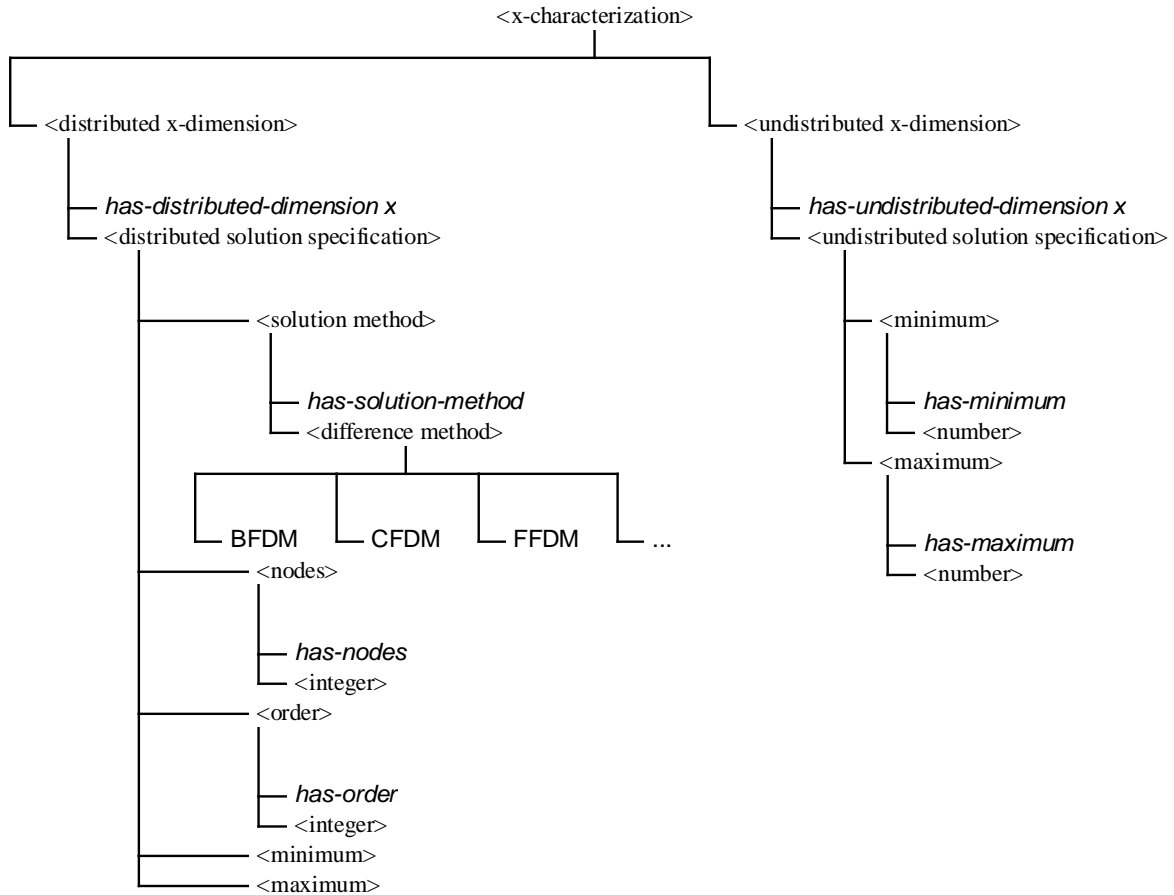 <x-characterization>
<distributed x-dimension>
<undistributed x-dimension>
has-distributed-dimension x
has-undistributed-dimension x
<distributed solution specification>
<undistributed solution specification>
<solution method>
<minimum>
has-solution-method
has-minimum
<difference method>
<number>
<maximum>
BFDM CFDM FFDM ...
has-maximum
<nodes>
<number>
has-nodes
<integer>
<order>
has-order
<integer>
<minimum>
<maximum>